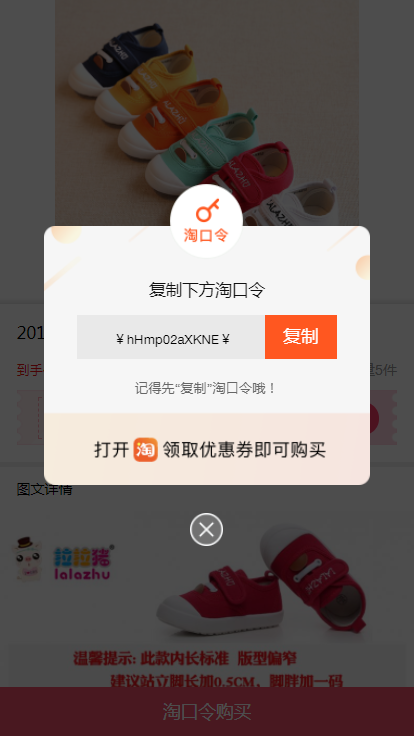 LALAZHU
淘口令
复制下方淘口令
201
¥hHmp02aXKNE¥
复制
到手
5件
记得先“复制”淘口令哦！
打开 淘 领取优惠券即可购买
图文详情
拉拉猪
lalazhu
温馨提示: 此款内长标准 版型偏窄
建议站立脚长加0.5CM，脚胖加一码
淘口令购买